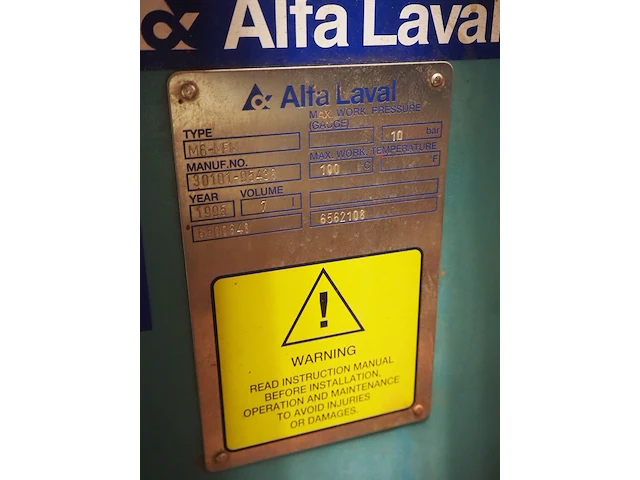 Alfa Laval
Alfa Laval
MAX. WORK. PRESSURE
(GAUGE)
10 bar
TYPE
MANUF.NO.
MAX. WORK. TEMPERATURE
100 °C °F
YEAR VOLUME
1995 7 l
6562108
WARNING
READ INSTRUCTION MANUAL
BEFORE INSTALLATION,
OPERATION AND MAINTENANCE
TO AVOID INJURIES
OR DAMAGES.